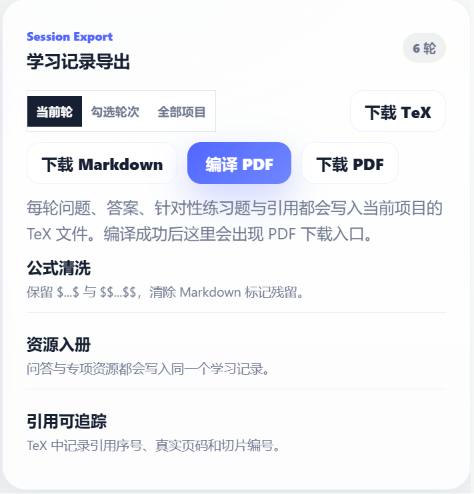 Session Export
学习记录导出
6 轮
当前轮 勾选轮次 全部项目
下载 TeX
下载 Markdown 编译 PDF 下载 PDF
每轮问题、答案、针对性练习题与引用都会写入当前项目的
TeX 文件。编译成功后这里会出现 PDF 下载入口。
公式清洗
保留 $...$ 与 $$...$$，清除 Markdown 标记残留。
资源入册
问答与专项资源都会写入同一个学习记录。
引用可追踪
TeX 中记录引用序号、真实页码和切片编号。